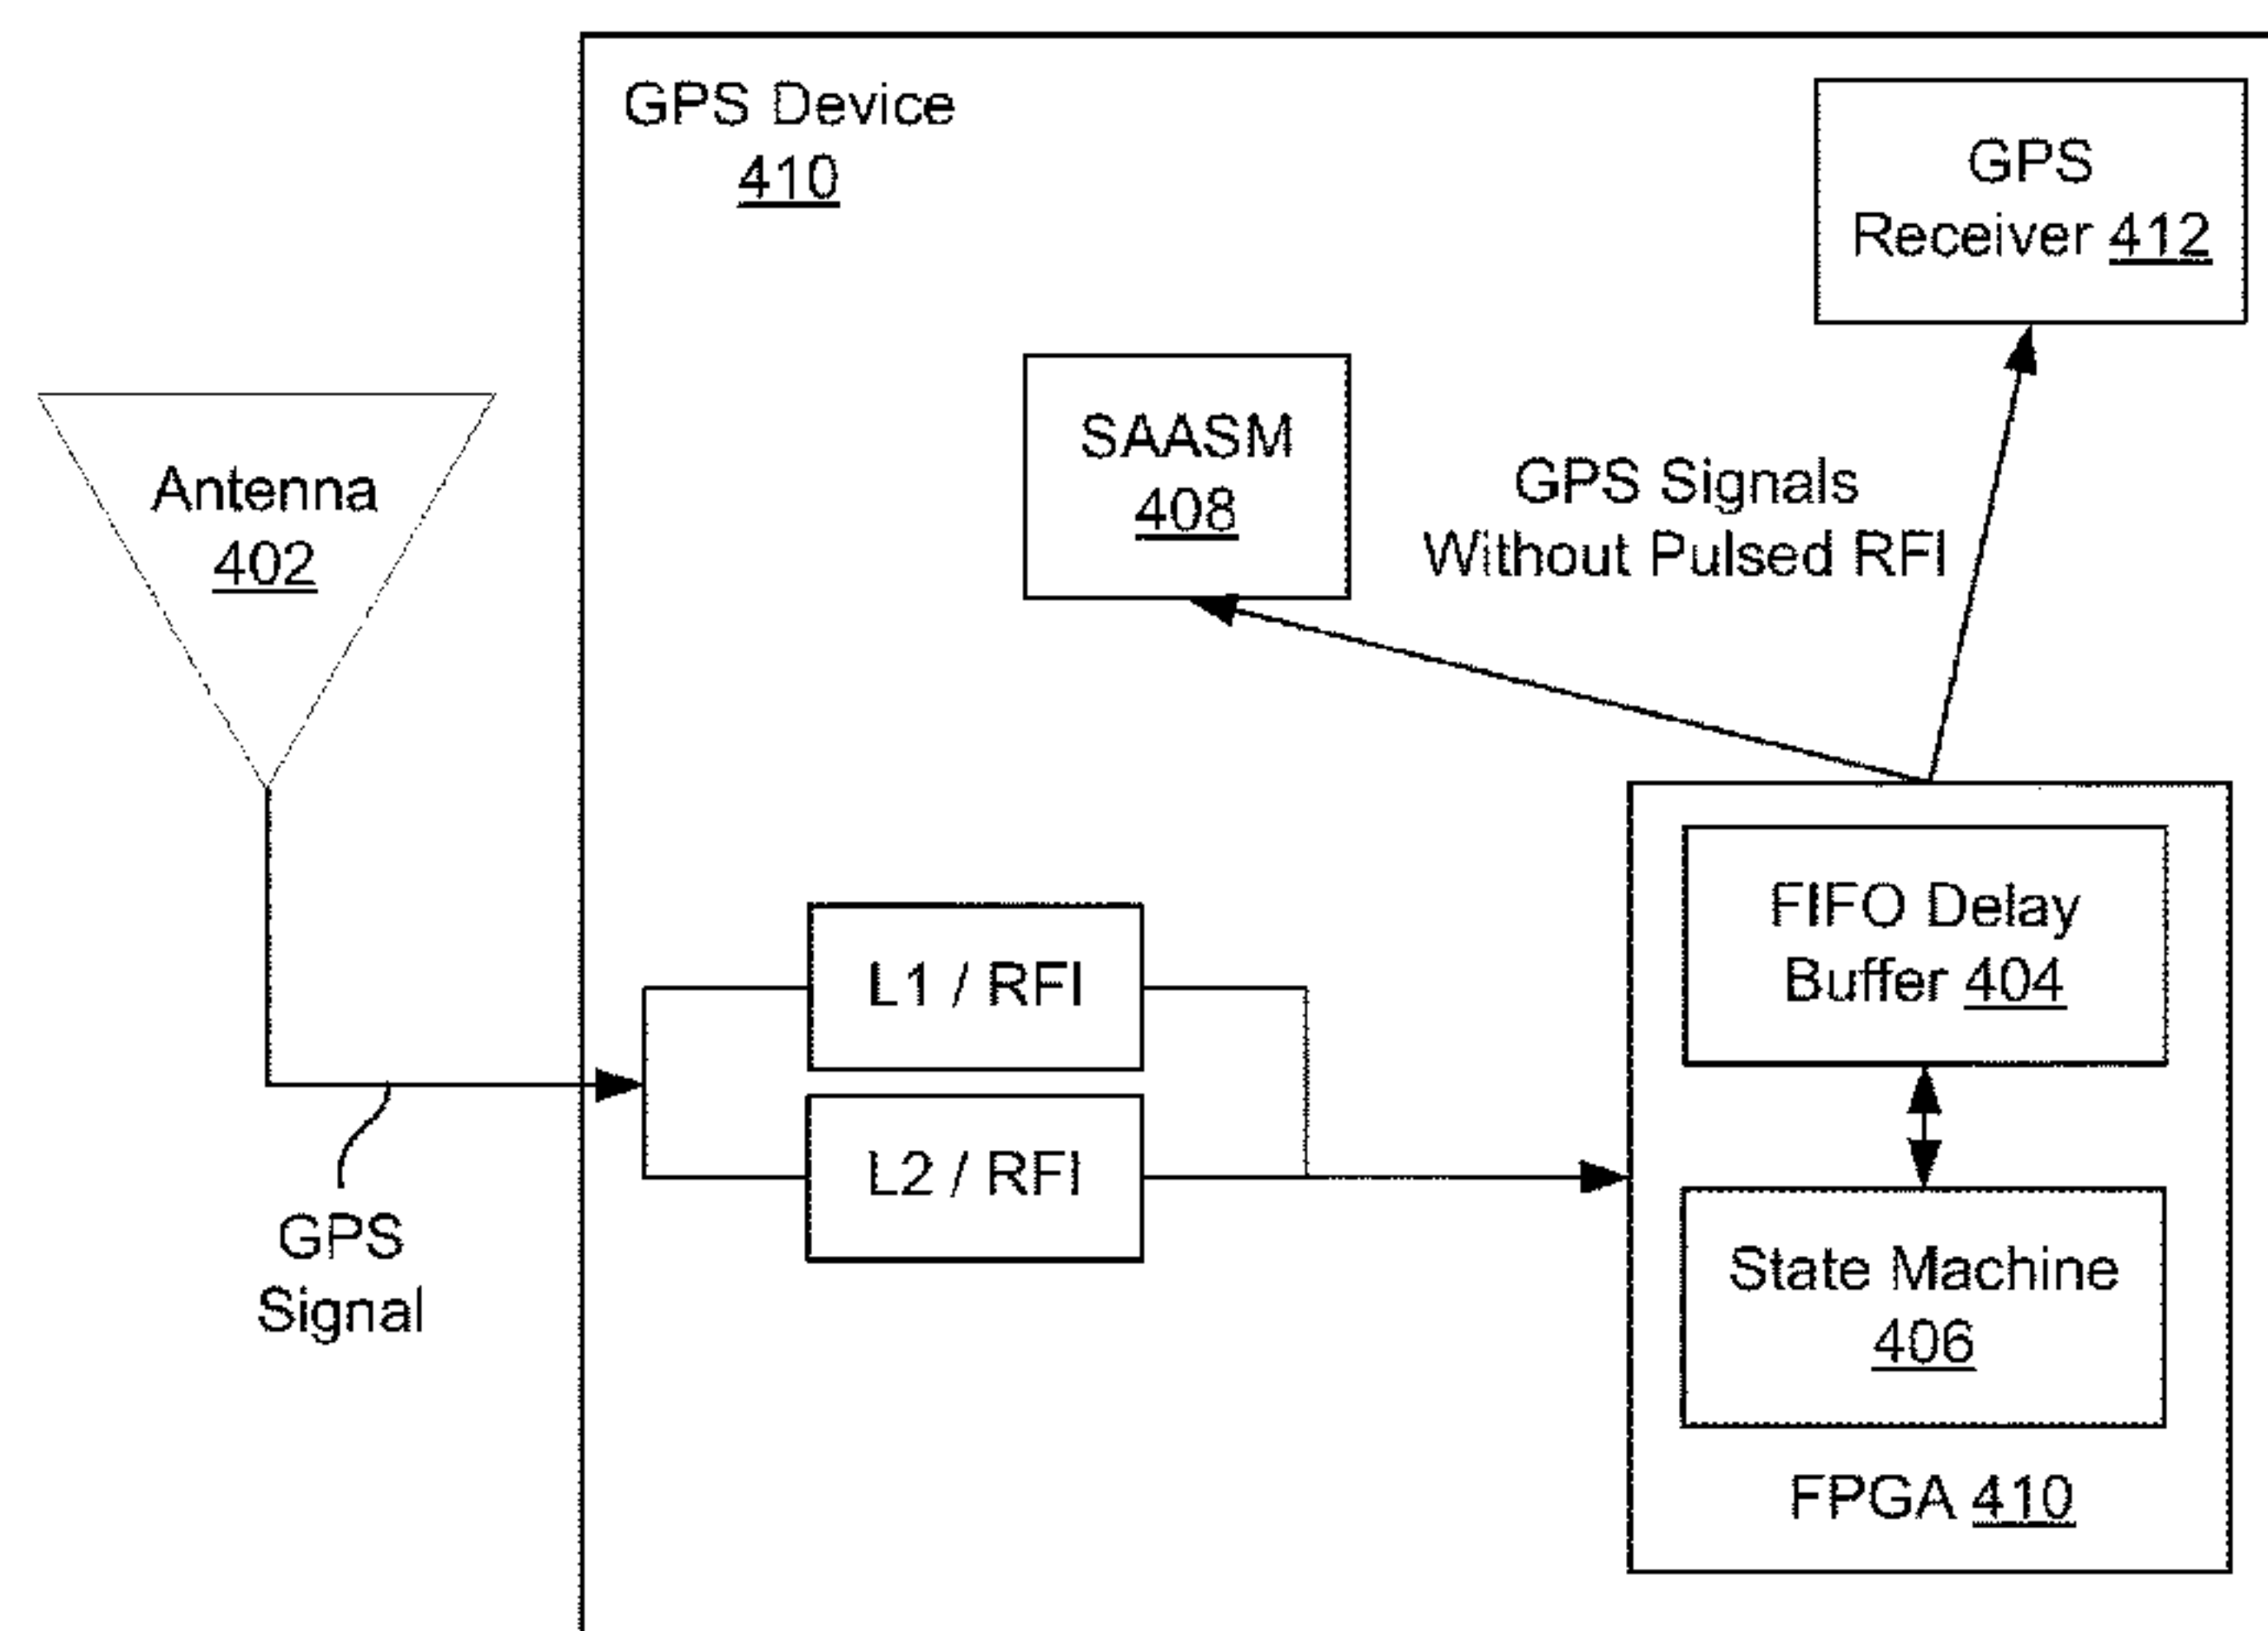 GPS Device
410
GPS
Receiver 412
SAASM
408
GPS Signals
Without Pulsed RFI
Antenna
402
FIFO Delay
Buffer 404
L1 / RFI
L2 / RFI
State Machine
406
GPS
Signal
FPGA 410